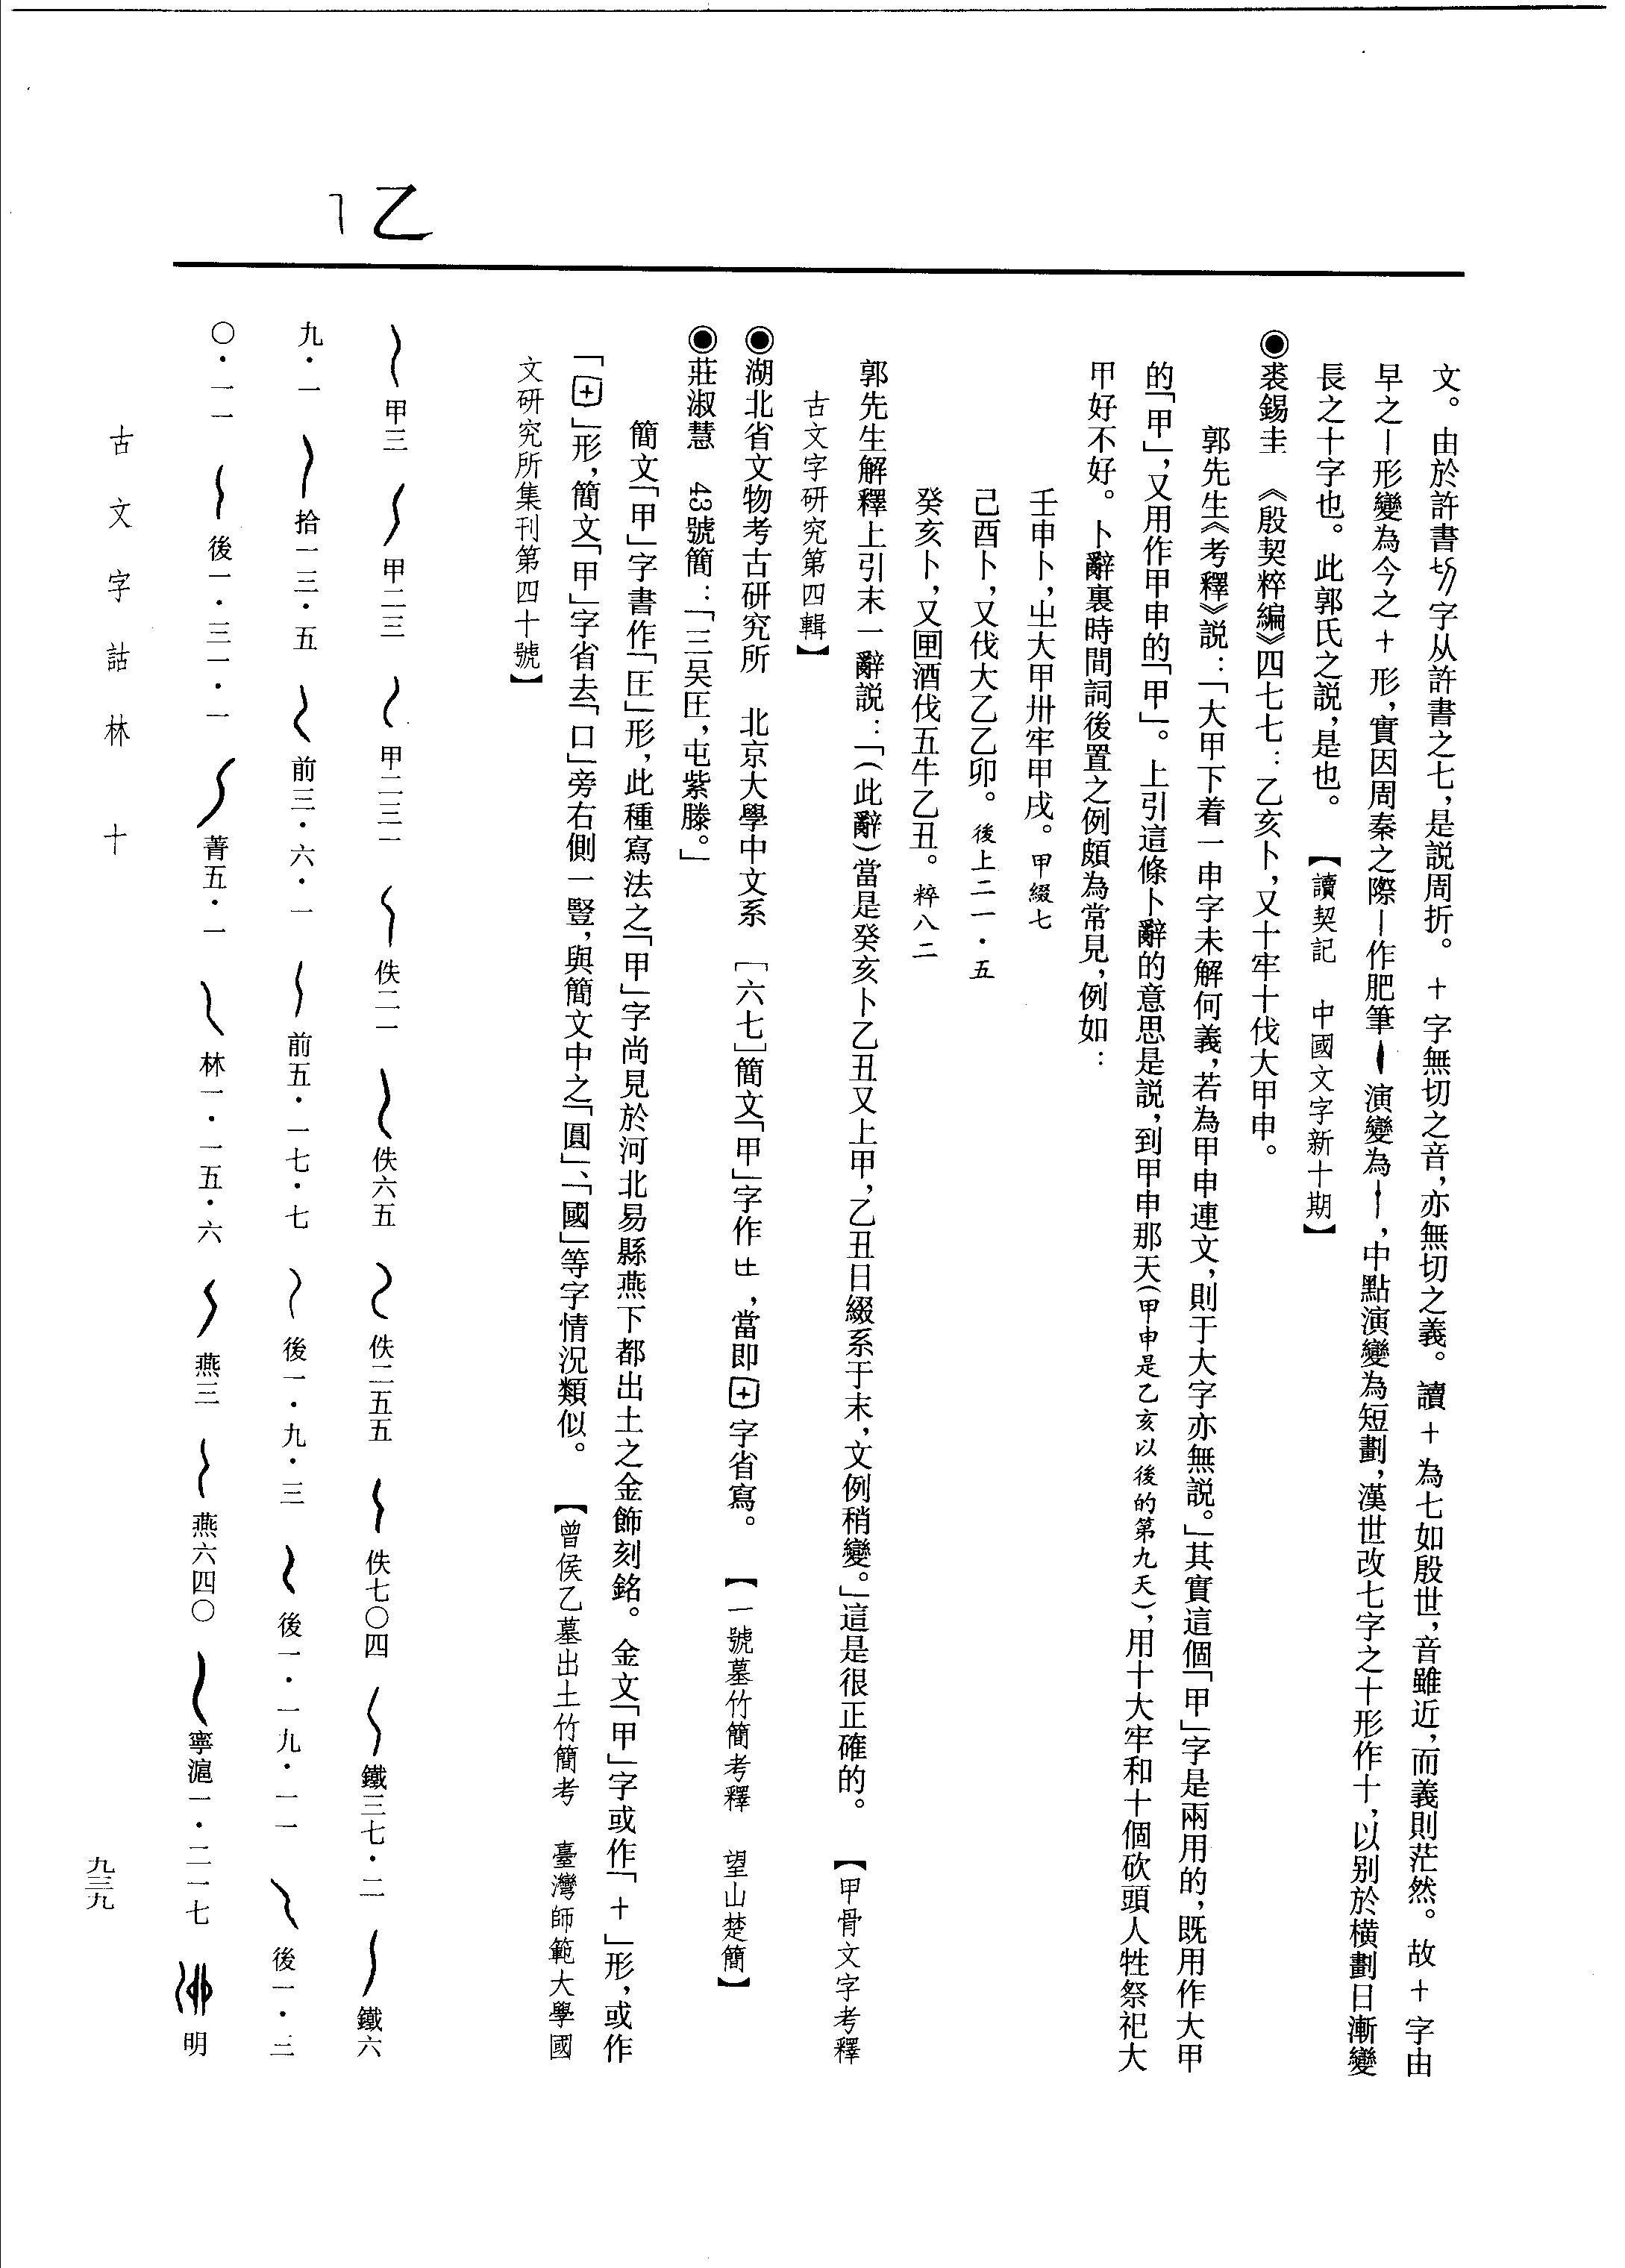 文。由於許書切字从許書之七，是説周折。十字無切之音，亦無切之義。讀十為七如殷世，音雖近，而義則茫然。故十字由
早之丨形變為今之十形，實因周秦之際丨作肥筆演變為，中點演變為短劃，漢世改七字之十形作十，以别於橫劃日漸變
長之十字也。此郭氏之説，是也。【讀契記　中國文字新十期】
◉裘錫圭　《殷契粹編》四七七：乙亥卜，又十牢十伐大甲申。
郭先生《考釋》説：「大甲下着一申字未解何義，若為甲申連文，則于大字亦無説。」其實這個「甲」字是兩用的，既用作大甲
的「甲」，又用作甲申的「甲」。上引這條卜辭的意思是説，到甲申那天（甲申是乙亥以後的第九天），用十大牢和十個砍頭人牲祭祀大
甲好不好。卜辭裏時間詞後置之例頗為常見，例如：
壬申卜，㞢大甲卅牢甲戌。甲綴七
己酉卜，又伐大乙乙卯。後上二一·五
癸亥卜，又匣酒伐五牛乙丑。粹八二
郭先生解釋上引末一辭説：「（此辭）當是癸亥卜乙丑又上甲，乙丑日綴系于末，文例稍變。」這是很正確的。【甲骨文字考釋
古文字研究第四輯】
◉湖北省文物考古研究所　北京大學中文系　［六七］簡文「甲」字作，當即田字省寫。【一號墓竹簡考釋　望山楚簡】
◉莊淑慧　43號簡：「三吴，屯紫縢。」
簡文「甲」字書作「」形，此種寫法之「甲」字尚見於河北易縣燕下都出土之金飾刻銘。金文「甲」字或作「十」形，或作
「田」形，簡文「甲」字省去「口」旁右側一豎，與簡文中之「圓」、「國」等字情況類似。【曾侯乙墓出土竹簡考　臺灣師範大學國
文研究所集刊第四十號】
乙
甲三　甲二三　甲二三一　佚二一　佚六五　佚二五五　佚七〇四　鐵三七·二　鐵六
九·一　拾一三·五　前三·六·一　前五·一七·七　後一·九·三　後一·一九·一一　後一·三
〇·一一　後一·三一·一　菁五·一　林一·一五·六　燕三　燕六四〇　寧滬一·二一七　明
古文字詁林　十
九三九